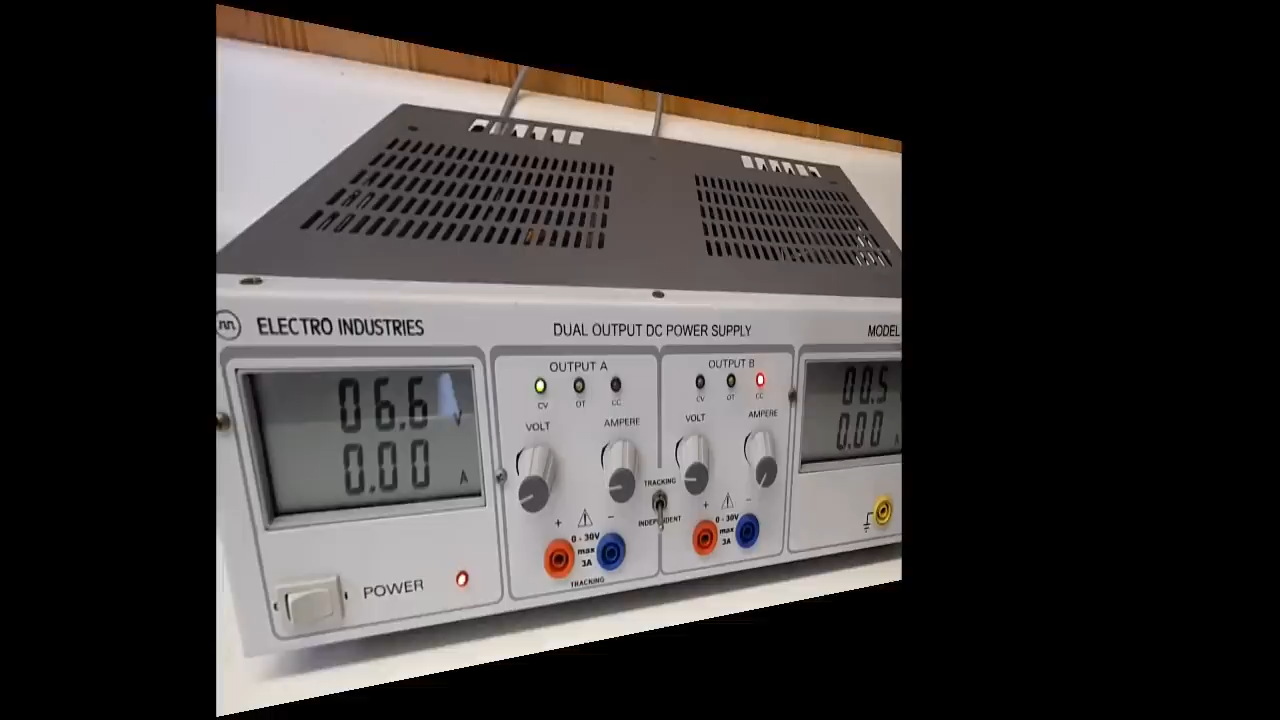 nn ELECTRO INDUSTRIES
DUAL OUTPUT DC POWER SUPPLY
MODEL
06.6 V
0.00 A
POWER
OUTPUT A
CV OT CC
VOLT AMPERE
+ -
0 - 30V
max
3A
TRACKING
TRACKING
INDEPENDENT
OUTPUT B
CV OT CC
VOLT AMPERE
+ -
0 - 30V
max
3A
00.5
0.00 A